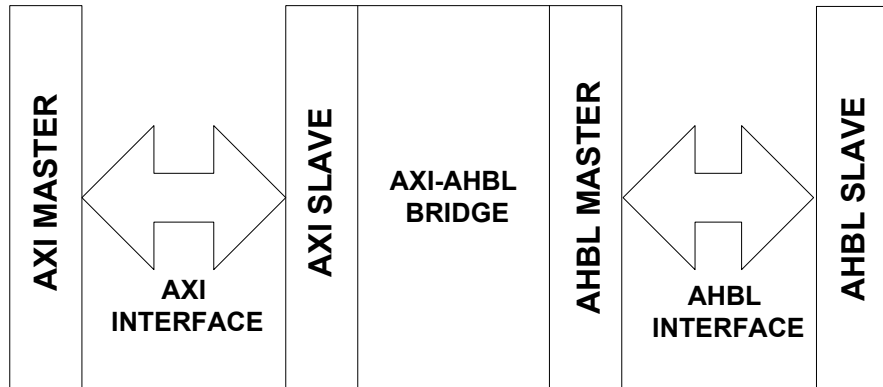 AXI MASTER
AXI
INTERFACE
AXI SLAVE
AXI-AHBL
BRIDGE
AHBL MASTER
AHBL
INTERFACE
AHBL SLAVE